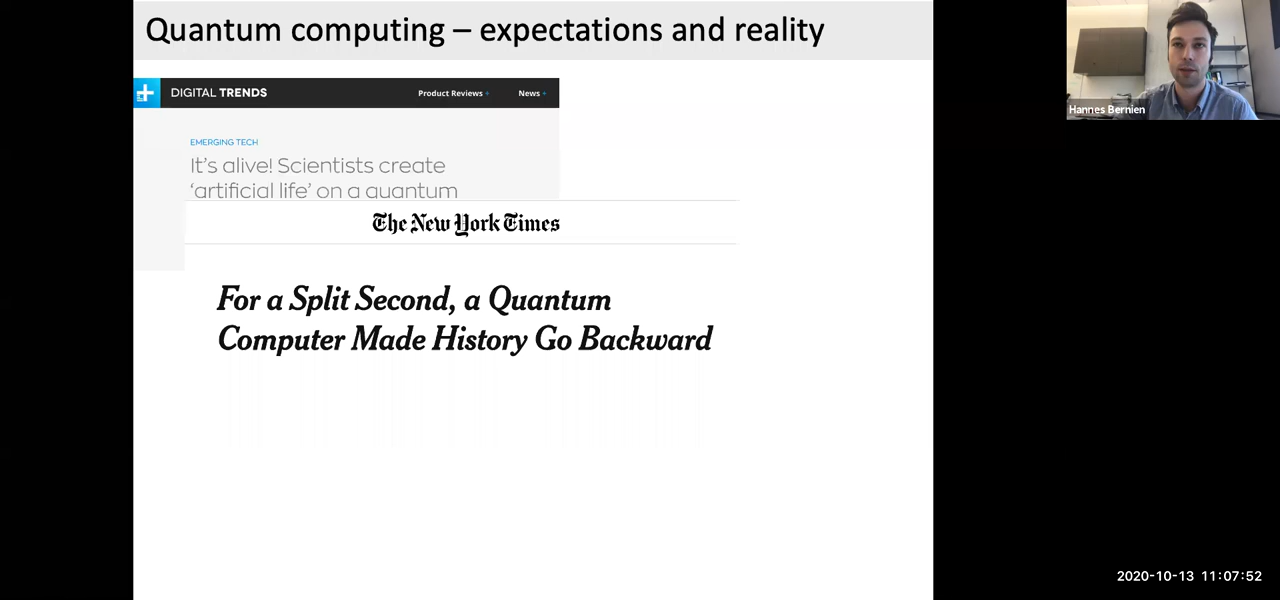 Quantum computing – expectations and reality
DIGITAL TRENDS
Product Reviews +
News +
EMERGING TECH
It's alive! Scientists create
'artificial life' on a quantum
The New York Times
For a Split Second, a Quantum
Computer Made History Go Backward
Hannes Bernien
2020-10-13 11:07:52